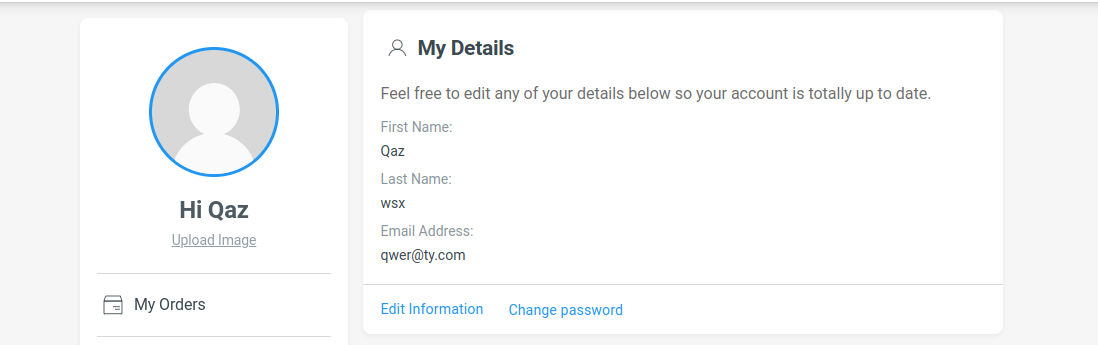 Hi Qaz
Upload Image
My Orders
My Details
Feel free to edit any of your details below so your account is totally up to date.
First Name:
Qaz
Last Name:
wsx
Email Address:
qwer@ty.com
Edit Information
Change password